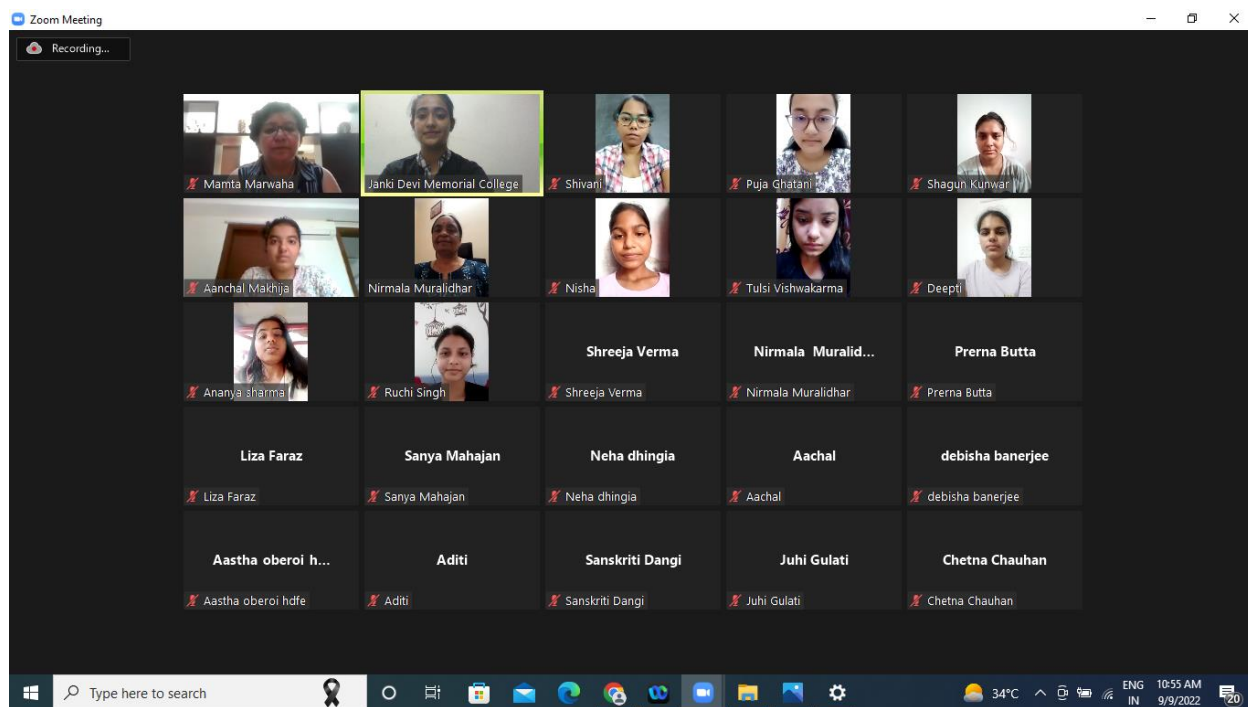 Zoom Meeting
Recording...
Mamta Marwaha
Janki Devi Memorial College
Shivani
Puja Ghatani
Shagun Kunwar
Aanchal Makhija
Nirmala Muralidhar
Nisha
Tulsi Vishwakarma
Deepti
Ananya sharma
Ruchi Singh
Shreeja Verma
Shreeja Verma
Nirmala Muralid...
Nirmala Muralidhar
Prerna Butta
Prerna Butta
Liza Faraz
Liza Faraz
Sanya Mahajan
Sanya Mahajan
Neha dhingia
Neha dhingia
Aachal
Aachal
debisha banerjee
debisha banerjee
Aastha oberoi h...
Aastha oberoi hdfe
Aditi
Aditi
Sanskriti Dangi
Sanskriti Dangi
Juhi Gulati
Juhi Gulati
Chetna Chauhan
Chetna Chauhan
Type here to search
34°C
ENG
IN
10:55 AM
9/9/2022
20